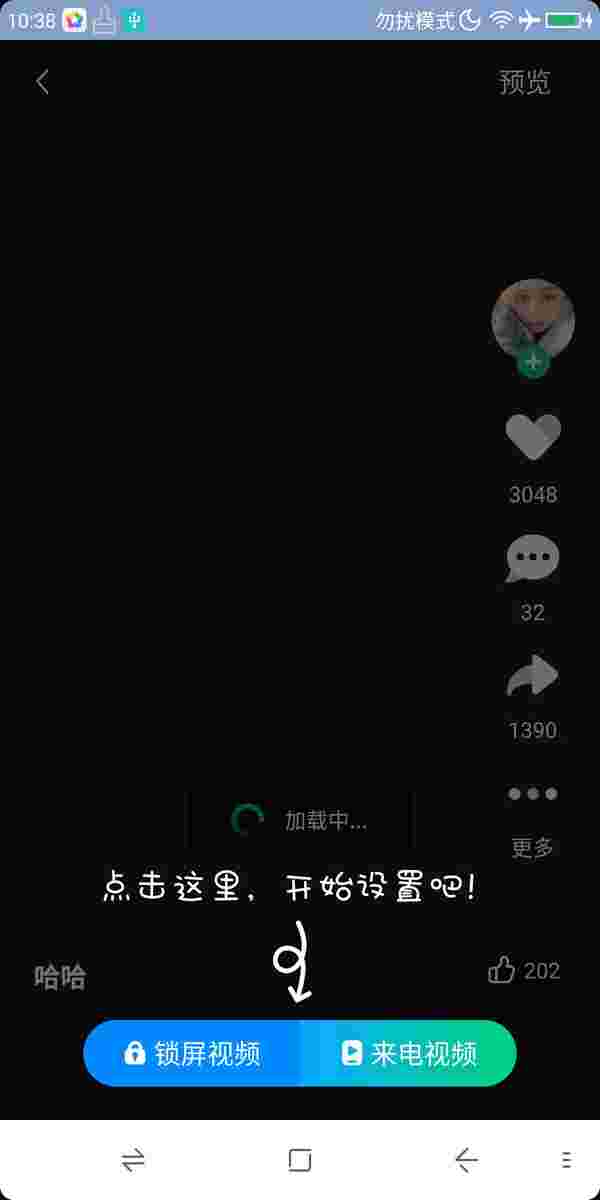 10:38 勿扰模式
预览
3048
32
1390
加载中...
更多
点击这里，开始设置吧！
哈哈 202
锁屏视频 来电视频